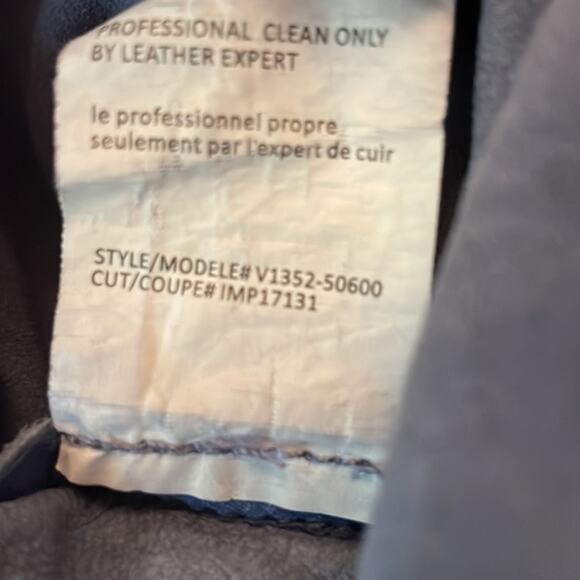 PROFESSIONAL CLEAN ONLY
BY LEATHER EXPERT
le professionnel propre
seulement par l'expert de cuir
STYLE/MODELE# V1352-50600
CUT/COUPE# IMP17131